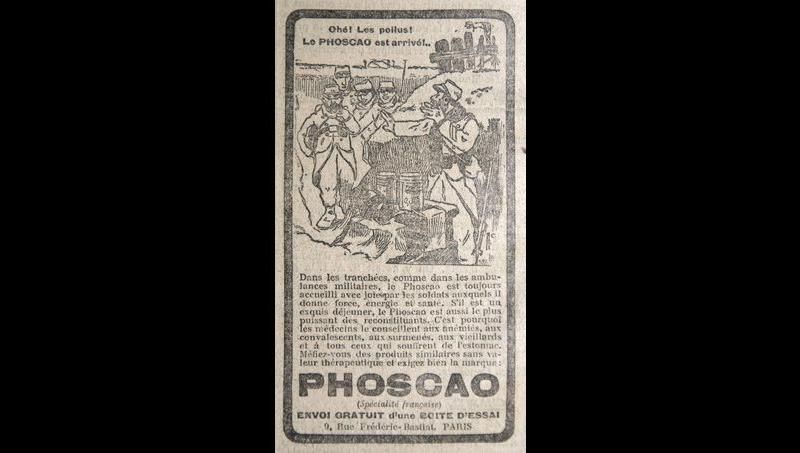 Ohé! Les poilus!
Le PHOSCAO est arrivé!..
Dans les tranchées, comme dans les ambu-
lances militaires, le Phoscao est toujours
accueilli avec joie par les soldats auxquels il
donne force, énergie et santé. S'il est un
exquis déjeuner, le Phoscao est aussi le plus
puissant des reconstituants. C'est pourquoi
les médecins le conseillent aux anémiés, aux
convalescents, aux surmenés, aux vieillards
et à tous ceux qui souffrent de l'estomac.
Méfiez-vous des produits similaires sans va-
leur thérapeutique et exigez bien la marque:
PHOSCAO
(Spécialité française)
ENVOI GRATUIT d'une BOITE D'ESSAI
9, Rue Frédéric-Bastiat, PARIS